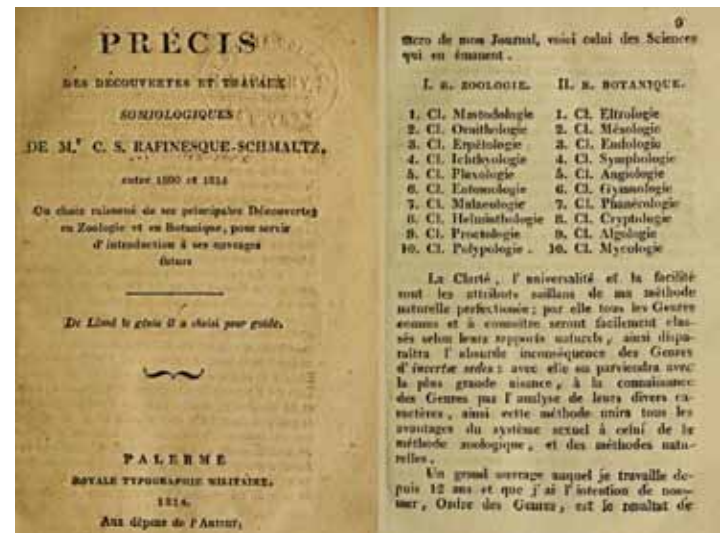 PRÉCIS
DES DÉCOUVERTES ET TRAVAUX
SOMIOLOGIQUES
DE M.r C. S. RAFINESQUE-SCHMALTZ,
entre 1800 et 1814
Ou choix raisonné de ses principales Découvertes
en Zoologie et en Botanique, pour servir
d'introduction à ses ouvrages
futurs
De Linné le génie il a choisi pour guide.
PALERME
ROYALE TYPOGRAPHIE MILITAIRE,
1814.
Aux dépens de l'Auteur,
9
mero de mon Journal, voici celui des Sciences
qui en émanent.
I. R. ZOOLOGIE. II. R. BOTANIQUE.
1. Cl. Mastodologie 1. Cl. Eltrologie
2. Cl. Ornithologie 2. Cl. Mésologie
3. Cl. Erpétologie 3. Cl. Endologie
4. Cl. Ichthyologie 4. Cl. Symphologie
5. Cl. Plaxologie 5. Cl. Angiologie
6. Cl. Entomologie 6. Cl. Gymnologie
7. Cl. Malacologie 7. Cl. Phanérologie
8. Cl. Helminthologie 8. Cl. Cryptologie
9. Cl. Proctologie 9. Cl. Algologie
10. Cl. Polypologie. 10. Cl. Mycologie
La Clarté, l'universalité et la facilité
sont les attributs saillans de ma méthode
naturelle perfectionée; par elle tous les Genres
connus et à connaitre seront facilement clas-
sés selon leurs rapports naturels, ainsi dispa-
raitra l'absurde inconséquence des Genres
d'incertæ sedes: avec elle on parviendra avec
la plus grande aisance, à la connaissance
des Genres par l'analyse de leurs divers ca-
ractères, ainsi cette méthode unira tous les
avantages du système sexuel à celui de la
méthode zoologique, et des méthodes natu-
relles.
Un grand ouvrage auquel je travaille de-
puis 12 ans et que j'ai l'intention de nom-
mer, Ordre des Genres, est le resultat de